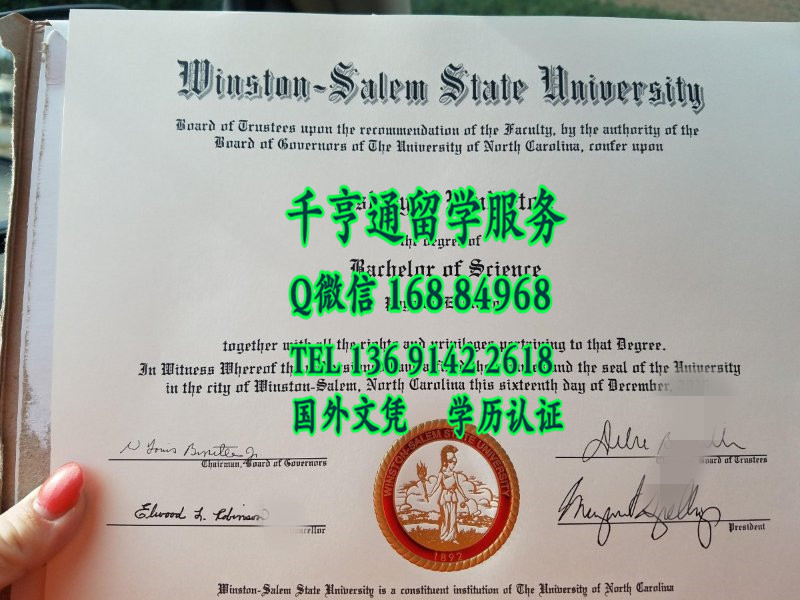 Winston-Salem State University
Board of Trustees upon the recommendation of the Faculty, by the authority of the
Board of Governors of The University of North Carolina, confer upon
千亨通留学服务
the degree of
Bachelor of Science
Q微信 168 84968
together with all the rights and privileges pertaining to that Degree.
TEL 136 9142 2618
In Witness Whereof and the seal of the University
in the city of Winston-Salem, North Carolina this sixteenth day of December,
国外文凭 学历认证
Chairman, Board of Governors
Board of Trustees
Elwood L. Robinson
President
WINSTON-SALEM STATE UNIVERSITY
1892
Winston-Salem State University is a constituent institution of The University of North Carolina